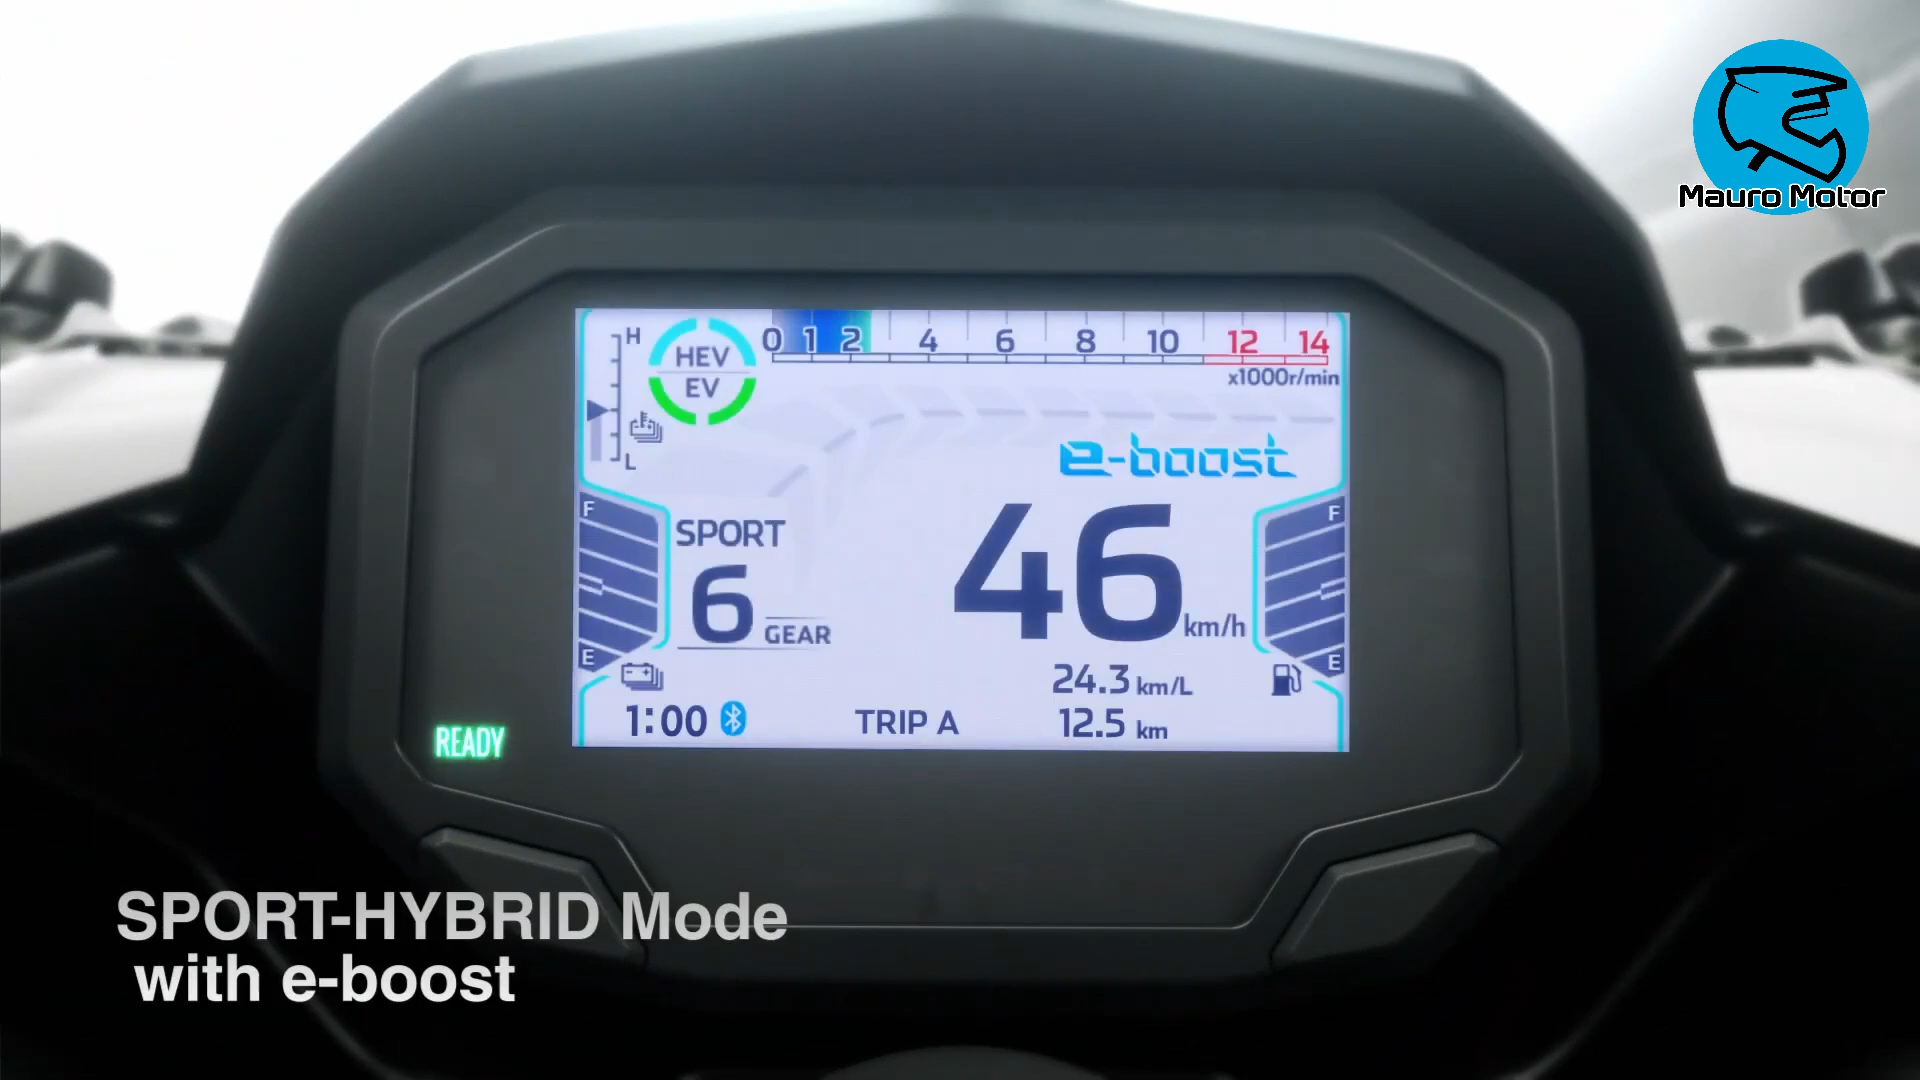 Mauro Motor
H
HEV
EV
L
0 1 2 4 6 8 10 12 14
x1000r/min
e-boost
F
SPORT
6 GEAR
E
46 km/h
F
E
24.3 km/L
1:00
TRIP A
12.5 km
READY
SPORT-HYBRID Mode
with e-boost